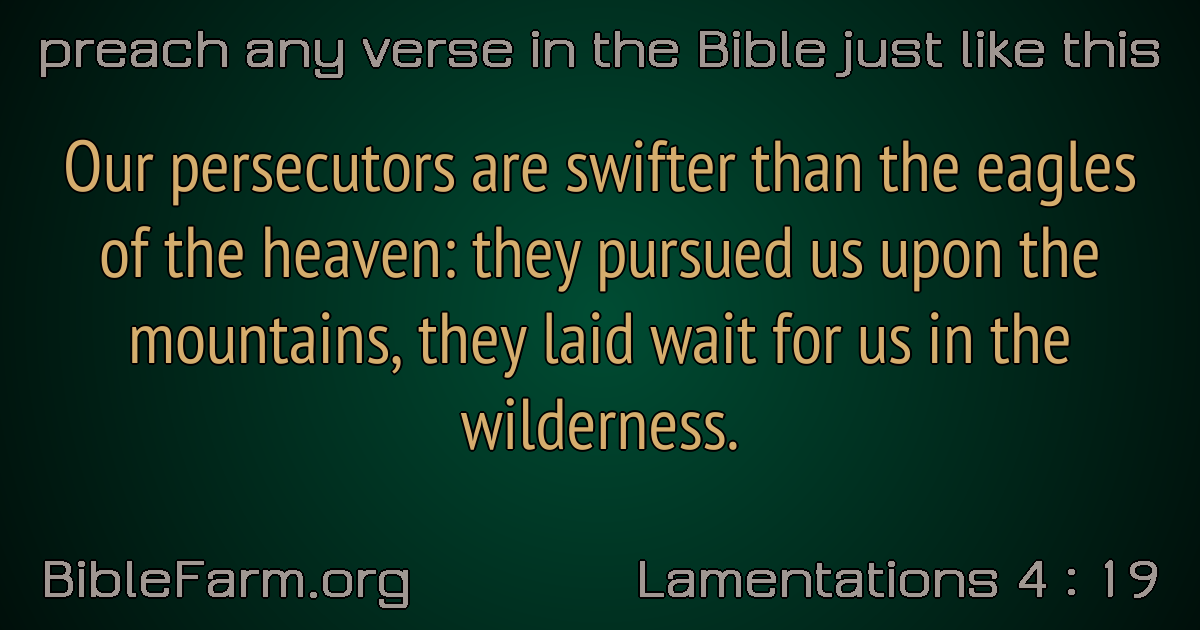 preach any verse in the Bible just like this
Our persecutors are swifter than the eagles
of the heaven: they pursued us upon the
mountains, they laid wait for us in the
wilderness.
BibleFarm.org
Lamentations 4 : 19